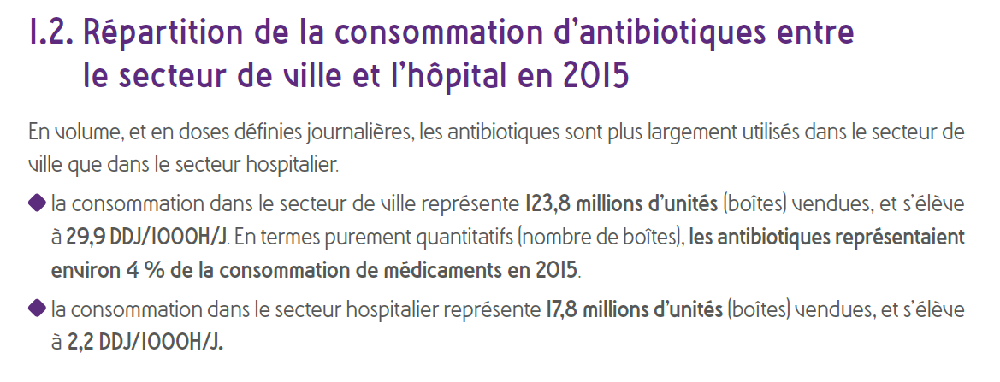 1.2. Répartition de la consommation d’antibiotiques entre
le secteur de ville et l’hôpital en 2015
En volume, et en doses définies journalières, les antibiotiques sont plus largement utilisés dans le secteur de
ville que dans le secteur hospitalier.
la consommation dans le secteur de ville représente 123,8 millions d’unités (boîtes) vendues, et s’élève
à 29,9 DDJ/1000H/J. En termes purement quantitatifs (nombre de boîtes), les antibiotiques représentaient
environ 4 % de la consommation de médicaments en 2015.
la consommation dans le secteur hospitalier représente 17,8 millions d’unités (boîtes) vendues, et s’élève
à 2,2 DDJ/1000H/J.